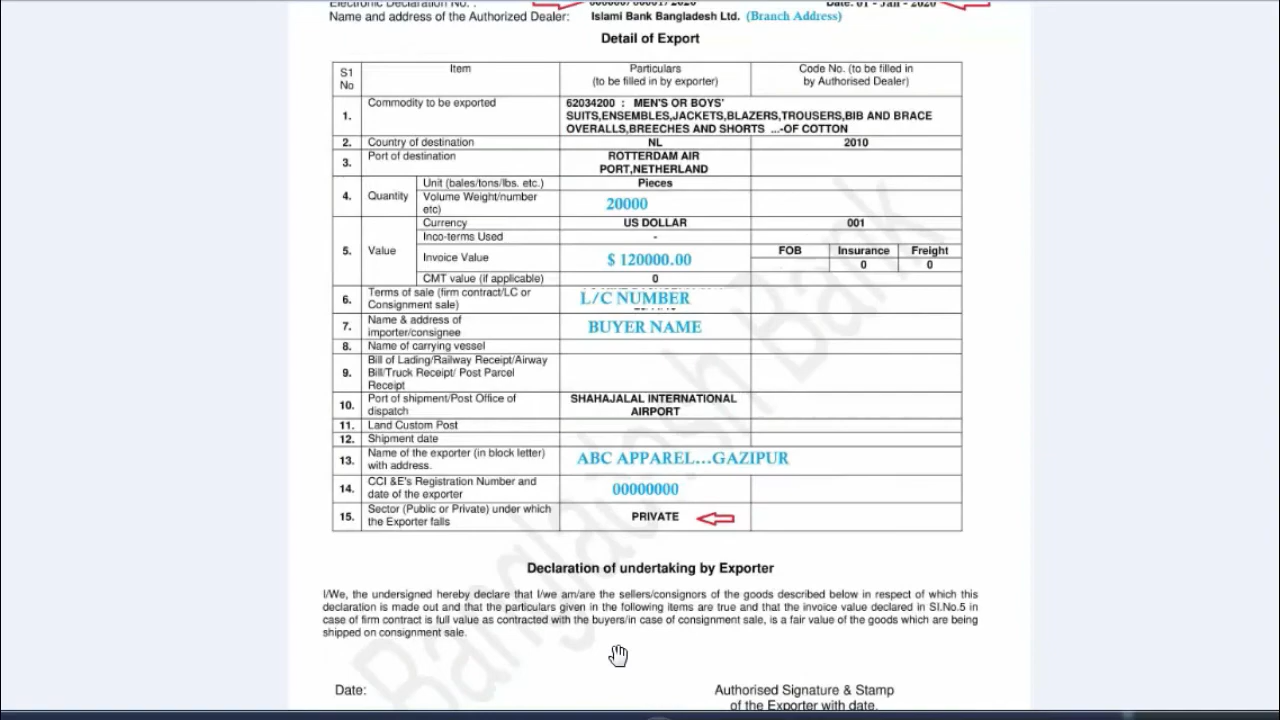 Electronic Declaration No. :
Date: 01 - Jan - 2020
Name and address of the Authorized Dealer: Islami Bank Bangladesh Ltd. (Branch Address)
Detail of Export
S1 No
Item
Particulars
(to be filled in by exporter)
Code No. (to be filled in
by Authorised Dealer)
1.
Commodity to be exported
62034200 : MEN'S OR BOYS'
SUITS,ENSEMBLES,JACKETS,BLAZERS,TROUSERS,BIB AND BRACE
OVERALLS,BREECHES AND SHORTS ...-OF COTTON
2.
Country of destination
NL
2010
3.
Port of destination
ROTTERDAM AIR
PORT,NETHERLAND
4.
Quantity
Unit (bales/tons/lbs. etc.)
Pieces
Volume Weight/number
etc)
20000
5.
Value
Currency
US DOLLAR
001
Inco-terms Used
-
Invoice Value
$ 120000.00
FOB
Insurance
Freight
0
0
CMT value (if applicable)
0
6.
Terms of sale (firm contract/LC or
Consignment sale)
L/C NUMBER
7.
Name & address of
importer/consignee
BUYER NAME
8.
Name of carrying vessel
9.
Bill of Lading/Railway Receipt/Airway
Bill/Truck Receipt/ Post Parcel
Receipt
10.
Port of shipment/Post Office of
dispatch
SHAHAJALAL INTERNATIONAL
AIRPORT
11.
Land Custom Post
12.
Shipment date
13.
Name of the exporter (in block letter)
with address.
ABC APPAREL...GAZIPUR
14.
CCI &E's Registration Number and
date of the exporter
00000000
15.
Sector (Public or Private) under which
the Exporter falls
PRIVATE
Declaration of undertaking by Exporter
I/We, the undersigned hereby declare that I/we am/are the sellers/consignors of the goods described below in respect of which this
declaration is made out and that the particulars given in the following items are true and that the invoice value declared in SI.No.5 in
case of firm contract is full value as contracted with the buyers/in case of consignment sale, is a fair value of the goods which are being
shipped on consignment sale.
Date:
Authorised Signature & Stamp
of the Exporter with date.
Bangladesh Bank